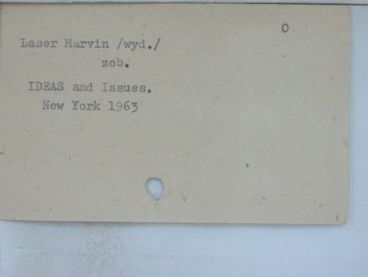 0
Laser Marvin /wyd./
zob.
IDEAS and Issues.
New York 1963